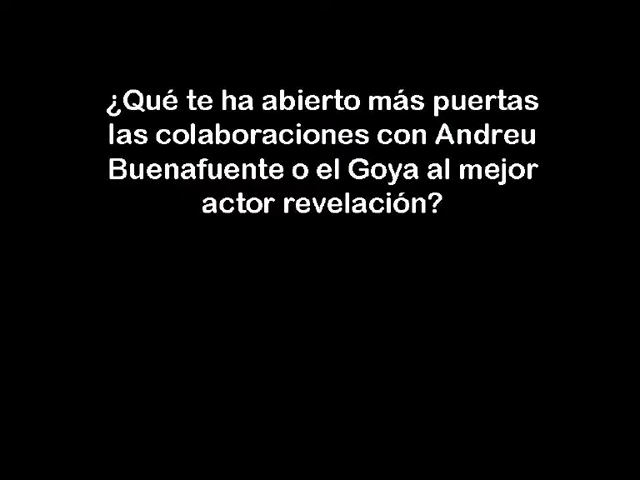 ¿Qué te ha abierto más puertas
las colaboraciones con Andreu
Buenafuente o el Goya al mejor
actor revelación?